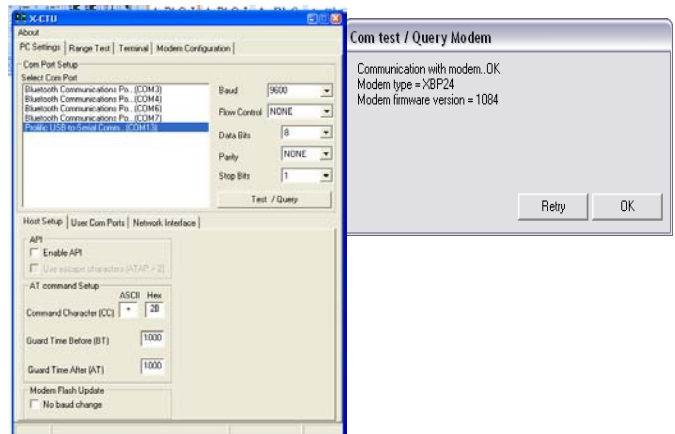 X-CTU
About
PC Settings Range Test Terminal Modem Configuration
Com Port Setup
Select Com Port
Bluetooth Communications Po...(COM3)
Bluetooth Communications Po...(COM4)
Bluetooth Communications Po...(COM6)
Bluetooth Communications Po...(COM7)
Prolific USB-to-Serial Comm...(COM13)
Baud 9600
Flow Control NONE
Data Bits 8
Parity NONE
Stop Bits 1
Test / Query
Host Setup User Com Ports Network Interface
API
Enable API
Use escape characters (ATAP = 2)
AT command Setup
ASCII Hex
Command Character (CC) + 2B
Guard Time Before (BT) 1000
Guard Time After (AT) 1000
Modem Flash Update
No baud change
Com test / Query Modem
Communication with modem..OK
Modem type = XBP24
Modem firmware version = 1084
Retry OK